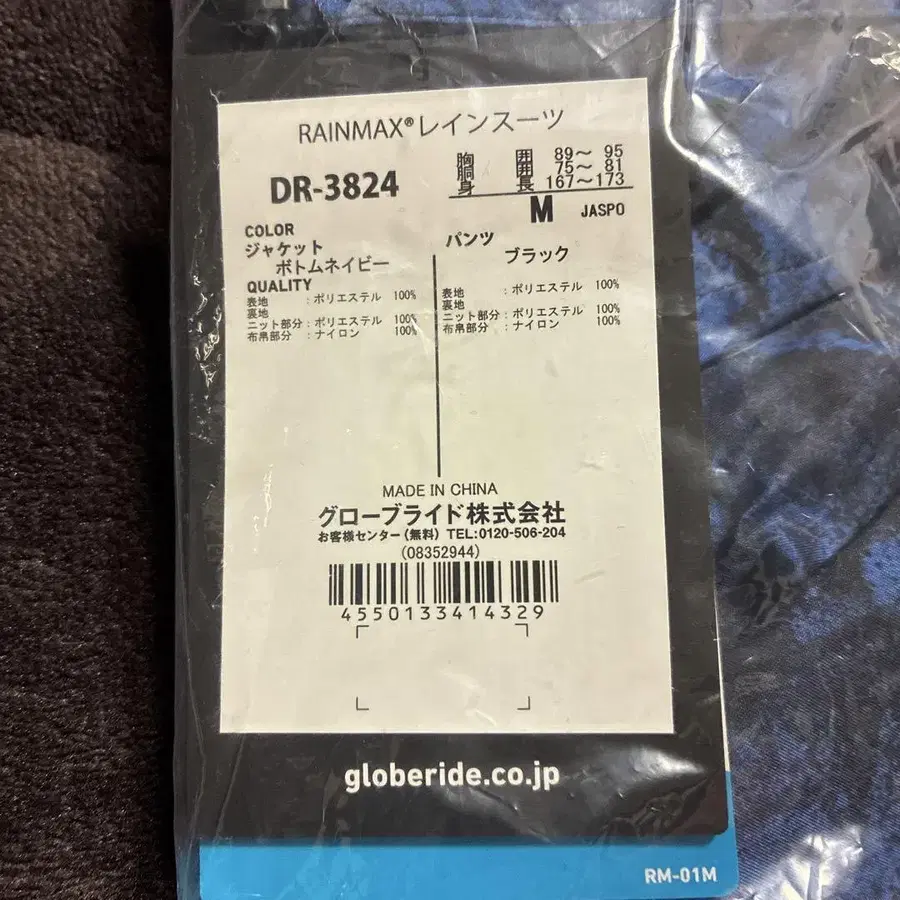 RAINMAX®レインスーツ
DR-3824
胸 囲 89～ 95
胴 囲 75～ 81
身 長 167～173
M JASPO
COLOR
ジャケット
ボトムネイビー
QUALITY
表地 :ポリエステル 100%
裏地
ニット部分:ポリエステル 100%
布帛部分 :ナイロン 100%
パンツ
ブラック
表地 :ポリエステル 100%
裏地
ニット部分:ポリエステル 100%
布帛部分 :ナイロン 100%
MADE IN CHINA
グローブライド株式会社
お客様センター(無料) TEL:0120-506-204
(08352944)
4550133414329
globeride.co.jp
RM-01M